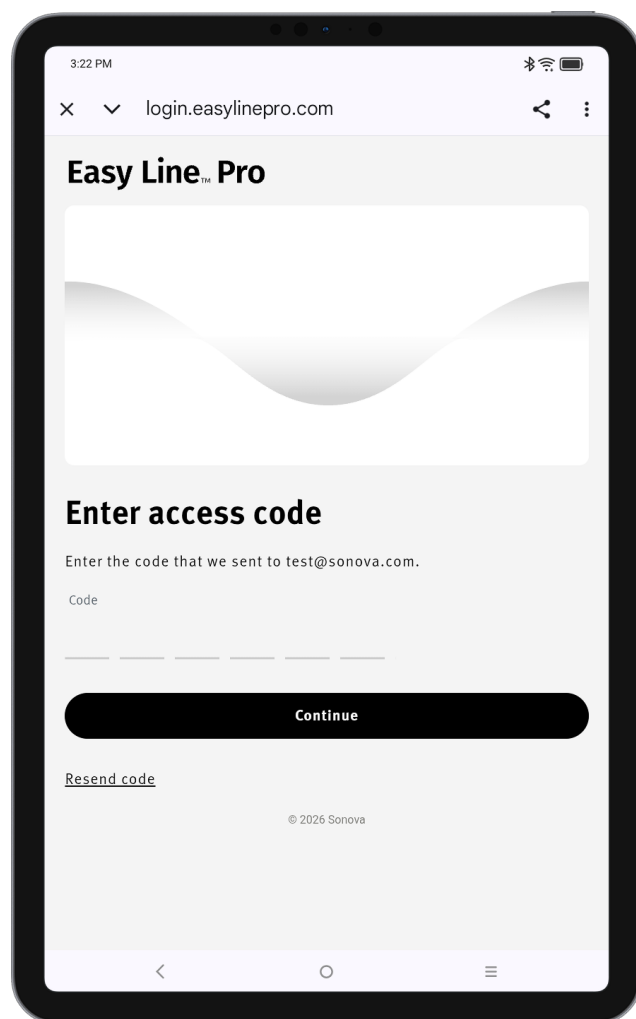 3:22 PM
login.easylinepro.com
Easy Line™ Pro
Enter access code
Enter the code that we sent to test@sonova.com.
Code
Continue
Resend code
© 2026 Sonova